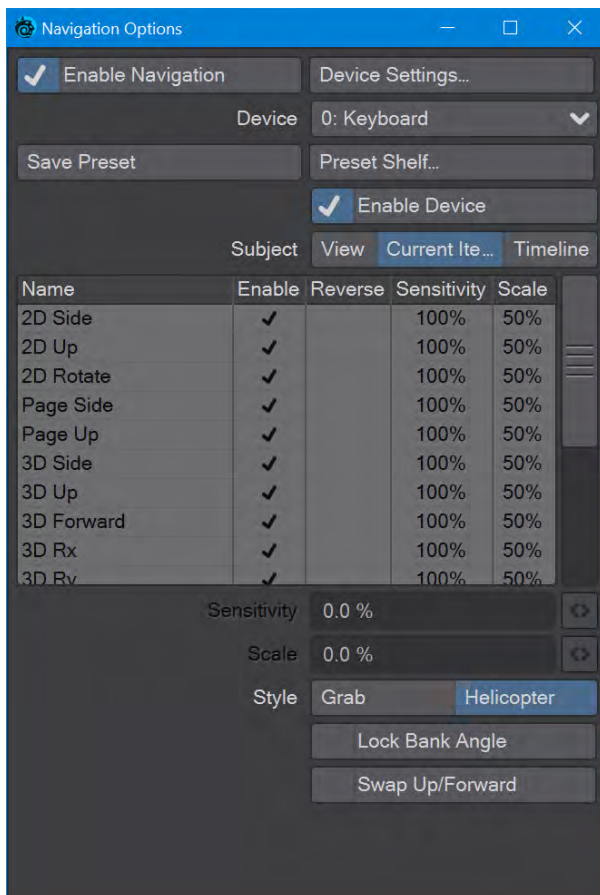 Navigation Options
Enable Navigation Device Settings...
Device 0: Keyboard
Save Preset Preset Shelf...
Enable Device
Subject View Current Ite... Timeline
Name Enable Reverse Sensitivity Scale
2D Side 100% 50%
2D Up 100% 50%
2D Rotate 100% 50%
Page Side 100% 50%
Page Up 100% 50%
3D Side 100% 50%
3D Up 100% 50%
3D Forward 100% 50%
3D Rx 100% 50%
3D Ry 100% 50%
Sensitivity 0.0 %
Scale 0.0 %
Style Grab Helicopter
Lock Bank Angle
Swap Up/Forward